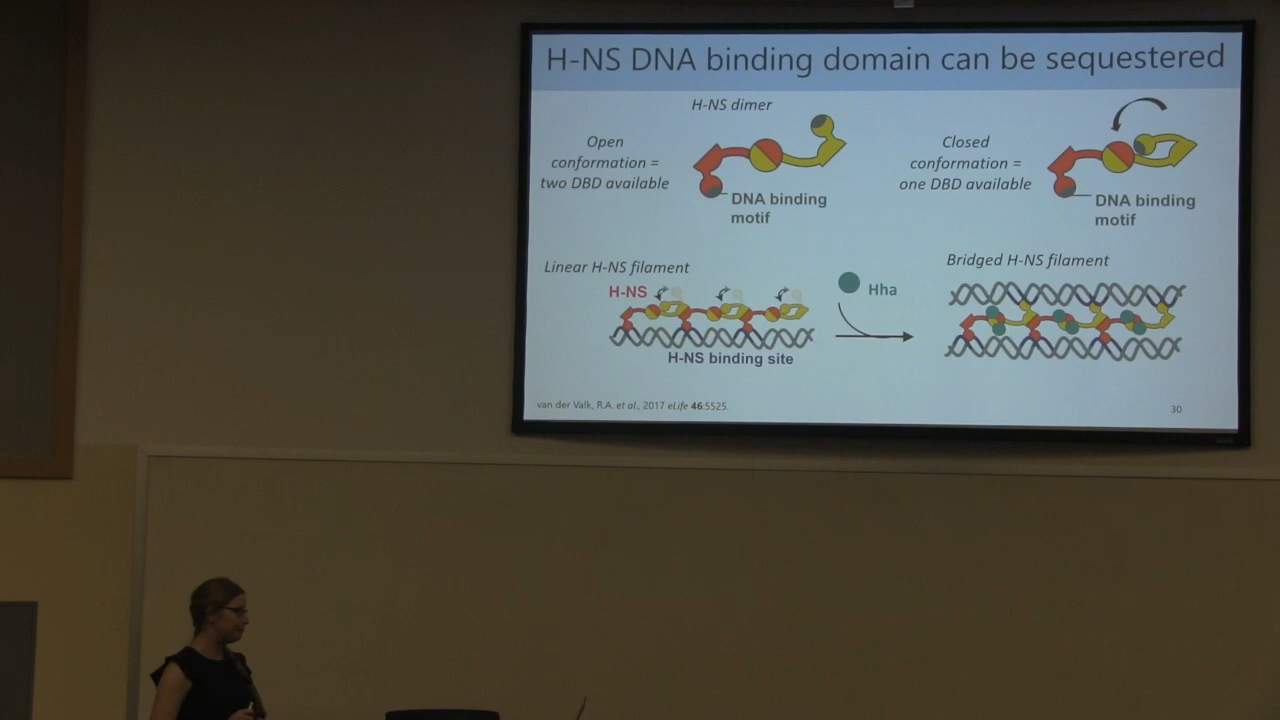 H-NS DNA binding domain can be sequestered
H-NS dimer
Open
conformation =
two DBD available
DNA binding
motif
Closed
conformation =
one DBD available
DNA binding
motif
Linear H-NS filament
H-NS
H-NS binding site
Hha
Bridged H-NS filament
van der Valk, R.A. et al., 2017 eLife 46:5525.
30